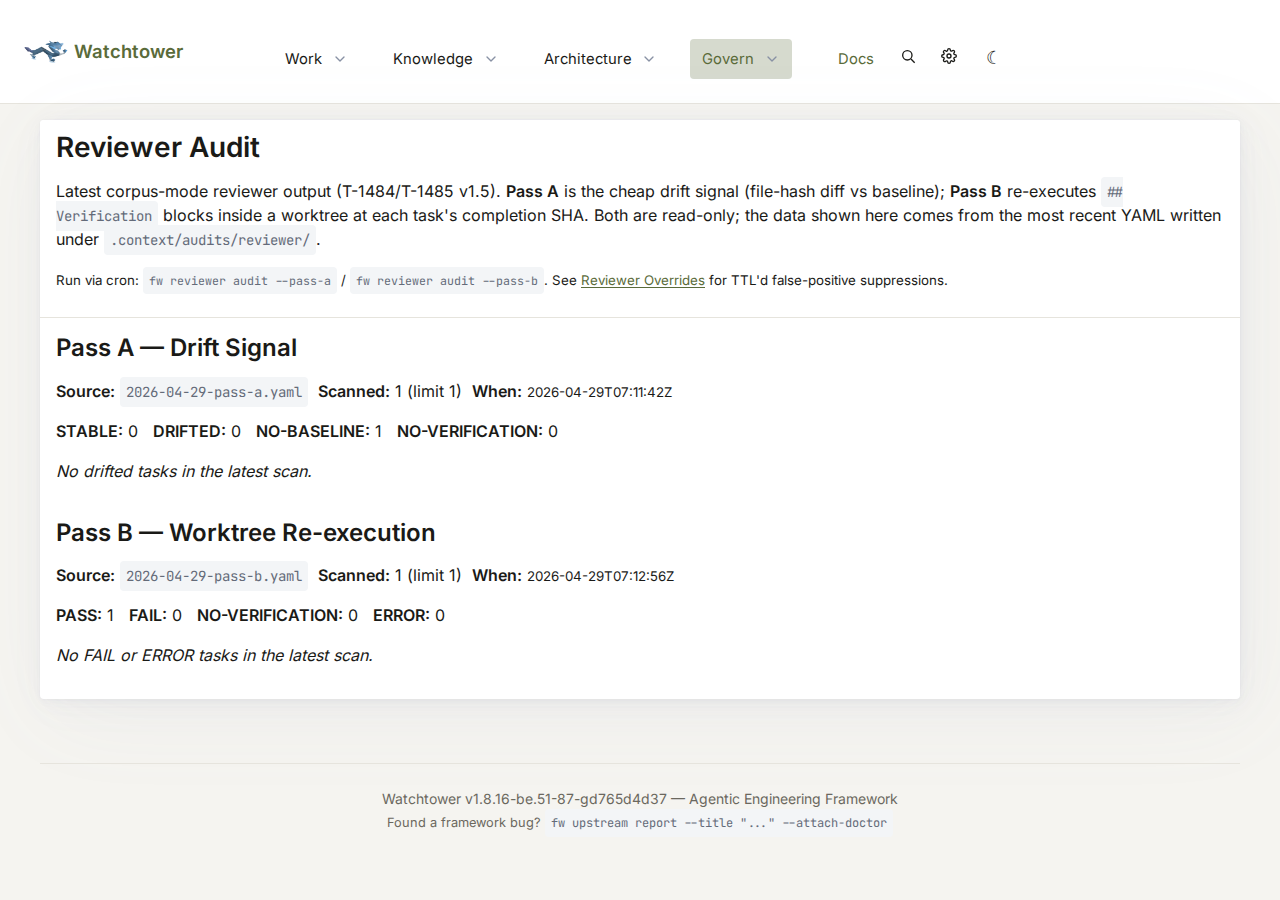 Watchtower
Work
Knowledge
Architecture
Govern
Docs
Reviewer Audit
Latest corpus-mode reviewer output (T-1484/T-1485 v1.5). Pass A is the cheap drift signal (file-hash diff vs baseline); Pass B re-executes ##
Verification blocks inside a worktree at each task's completion SHA. Both are read-only; the data shown here comes from the most recent YAML written
under .context/audits/reviewer/ .
Run via cron: fw reviewer audit --pass-a / fw reviewer audit --pass-b . See Reviewer Overrides for TTL'd false-positive suppressions.
Pass A — Drift Signal
Source: 2026-04-29-pass-a.yaml Scanned: 1 (limit 1) When: 2026-04-29T07:11:42Z
STABLE: 0 DRIFTED: 0 NO-BASELINE: 1 NO-VERIFICATION: 0
No drifted tasks in the latest scan.
Pass B — Worktree Re-execution
Source: 2026-04-29-pass-b.yaml Scanned: 1 (limit 1) When: 2026-04-29T07:12:56Z
PASS: 1 FAIL: 0 NO-VERIFICATION: 0 ERROR: 0
No FAIL or ERROR tasks in the latest scan.
Watchtower v1.8.16-be.51-87-gd765d4d37 — Agentic Engineering Framework
Found a framework bug? fw upstream report --title "..." --attach-doctor